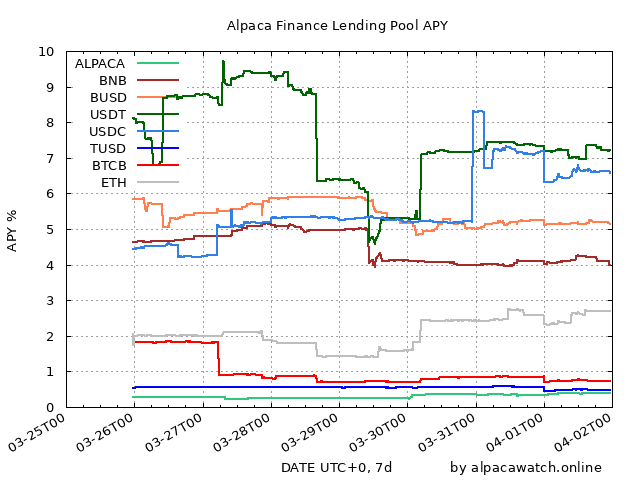 Alpaca Finance Lending Pool APY
10
9
8
7
6
5
4
3
2
1
0
APY %
ALPACA
BNB
BUSD
USDT
USDC
TUSD
BTCB
ETH
03-25T00
03-26T00
03-27T00
03-28T00
03-29T00
03-30T00
03-31T00
04-01T00
04-02T00
DATE UTC+0, 7d
by alpacawatch.online